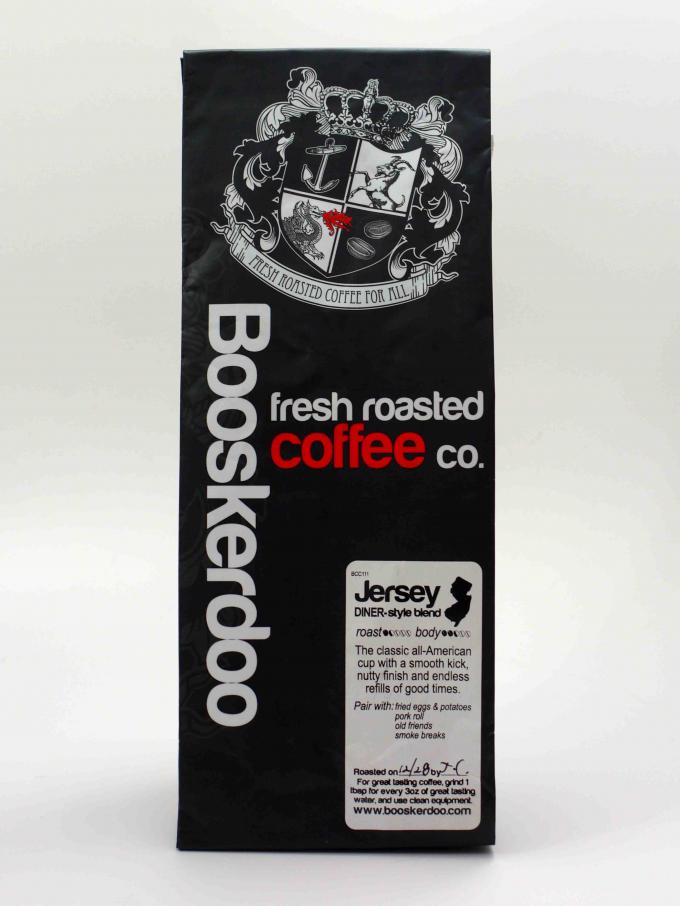 FRESH ROASTED COFFEE FOR ALL
Booskerdoo
fresh roasted
coffee co.
BCC111
Jersey
DINER-style blend
roast body
The classic all-American
cup with a smooth kick,
nutty finish and endless
refills of good times.
Pair with: fried eggs & potatoes
pork roll
old friends
smoke breaks
Roasted on 12/28 by J.C.
For great tasting coffee, grind 1
tbsp for every 3oz of great tasting
water, and use clean equipment.
www.booskerdoo.com